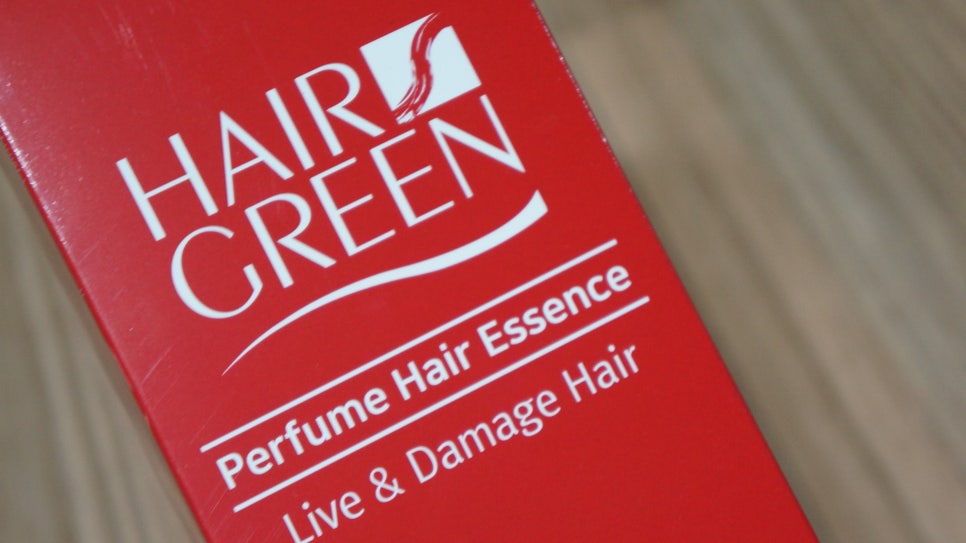 HAIR
GREEN
Perfume Hair Essence
Live & Damage Hair